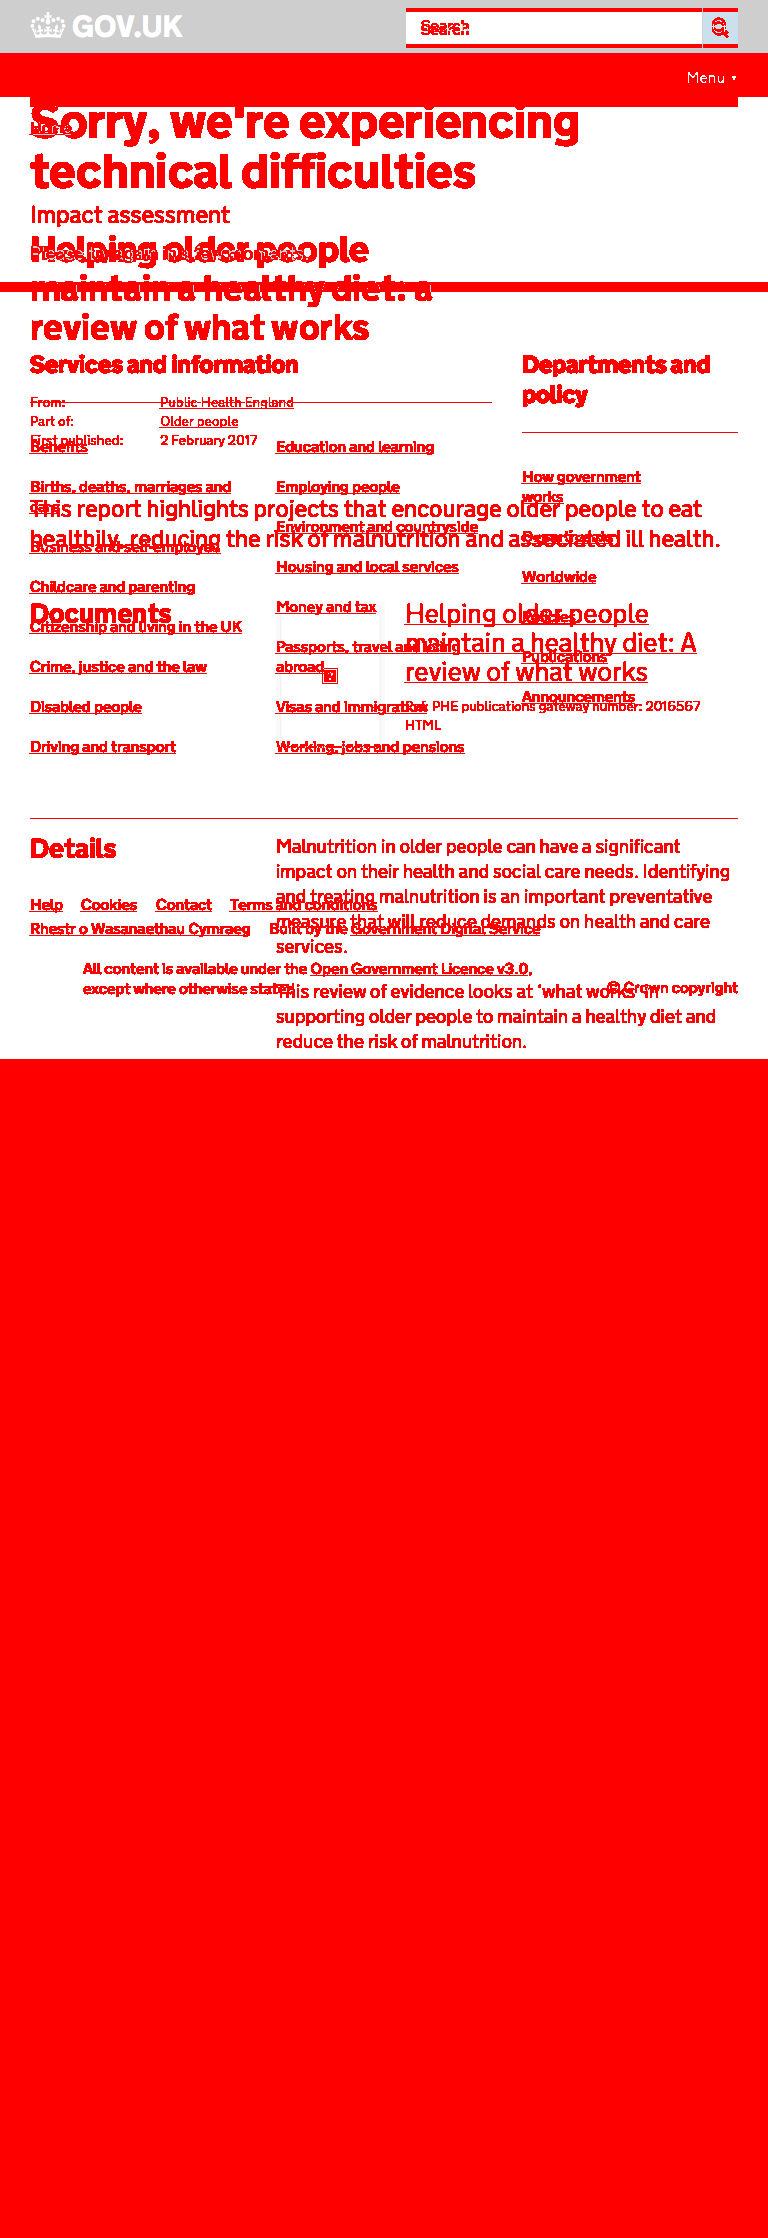 GOV.UK
Search
Menu
Home
Sorry, we're experiencing
technical difficulties
Impact assessment
Please try again in a few moments.
Helping older people
maintain a healthy diet: a
review of what works
Services and information
Departments and
policy
From: Public Health England
Part of: Older people
First published: 2 February 2017
Benefits
Education and learning
How government
works
Births, deaths, marriages and
care
Employing people
This report highlights projects that encourage older people to eat
healthily, reducing the risk of malnutrition and associated ill health.
Environment and countryside
Departments
Business and self-employed
Housing and local services
Worldwide
Childcare and parenting
Money and tax
Documents
Helping older people
maintain a healthy diet: A
review of what works
Policies
Citizenship and living in the UK
Passports, travel and living
abroad
Publications
Crime, justice and the law
Announcements
Disabled people
Visas and immigration
Ref: PHE publications gateway number: 2016567
HTML
Driving and transport
Working, jobs and pensions
Details
Malnutrition in older people can have a significant
impact on their health and social care needs. Identifying
and treating malnutrition is an important preventative
measure that will reduce demands on health and care
services.
Help Cookies Contact Terms and conditions
Rhestr o Wasanaethau Cymraeg Built by the Government Digital Service
All content is available under the Open Government Licence v3.0,
except where otherwise stated
© Crown copyright
This review of evidence looks at ‘what works’ in
supporting older people to maintain a healthy diet and
reduce the risk of malnutrition.